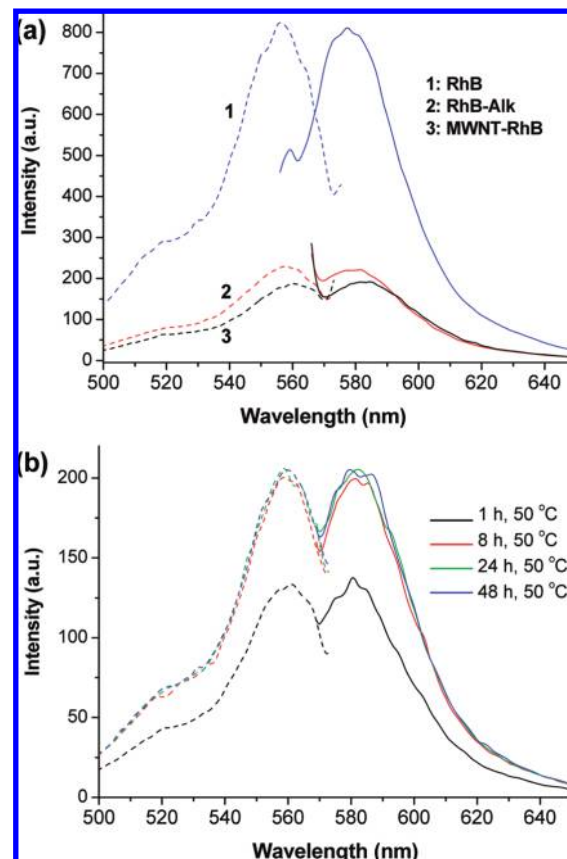 (a)
800
700
600
500
400
300
200
100
0
Intensity (a.u.)
1
2
3
1: RhB
2: RhB-Alk
3: MWNT-RhB
500 520 540 560 580 600 620 640
Wavelength (nm)
(b)
200
150
100
50
0
Intensity (a.u.)
1 h, 50 °C
8 h, 50 °C
24 h, 50 °C
48 h, 50 °C
500 520 540 560 580 600 620 640
Wavelength (nm)